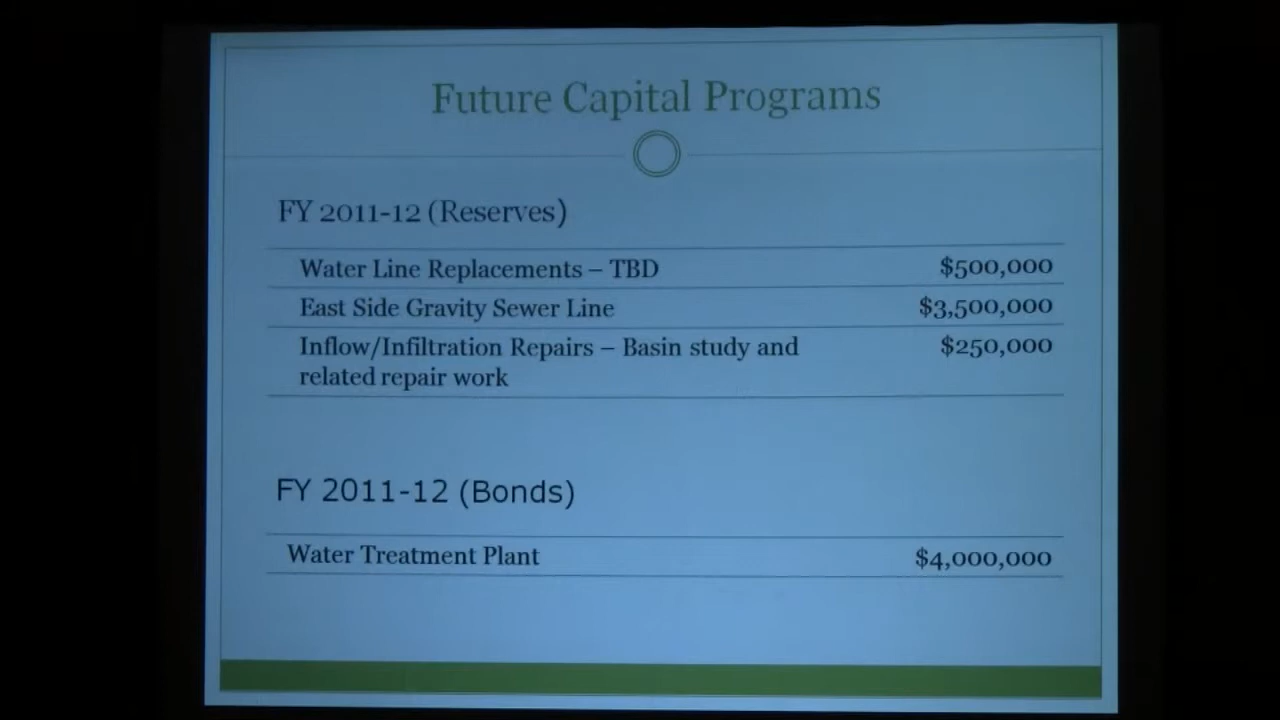 Future Capital Programs
FY 2011-12 (Reserves)
Water Line Replacements – TBD $500,000
East Side Gravity Sewer Line $3,500,000
Inflow/Infiltration Repairs – Basin study and $250,000
related repair work
FY 2011-12 (Bonds)
Water Treatment Plant $4,000,000